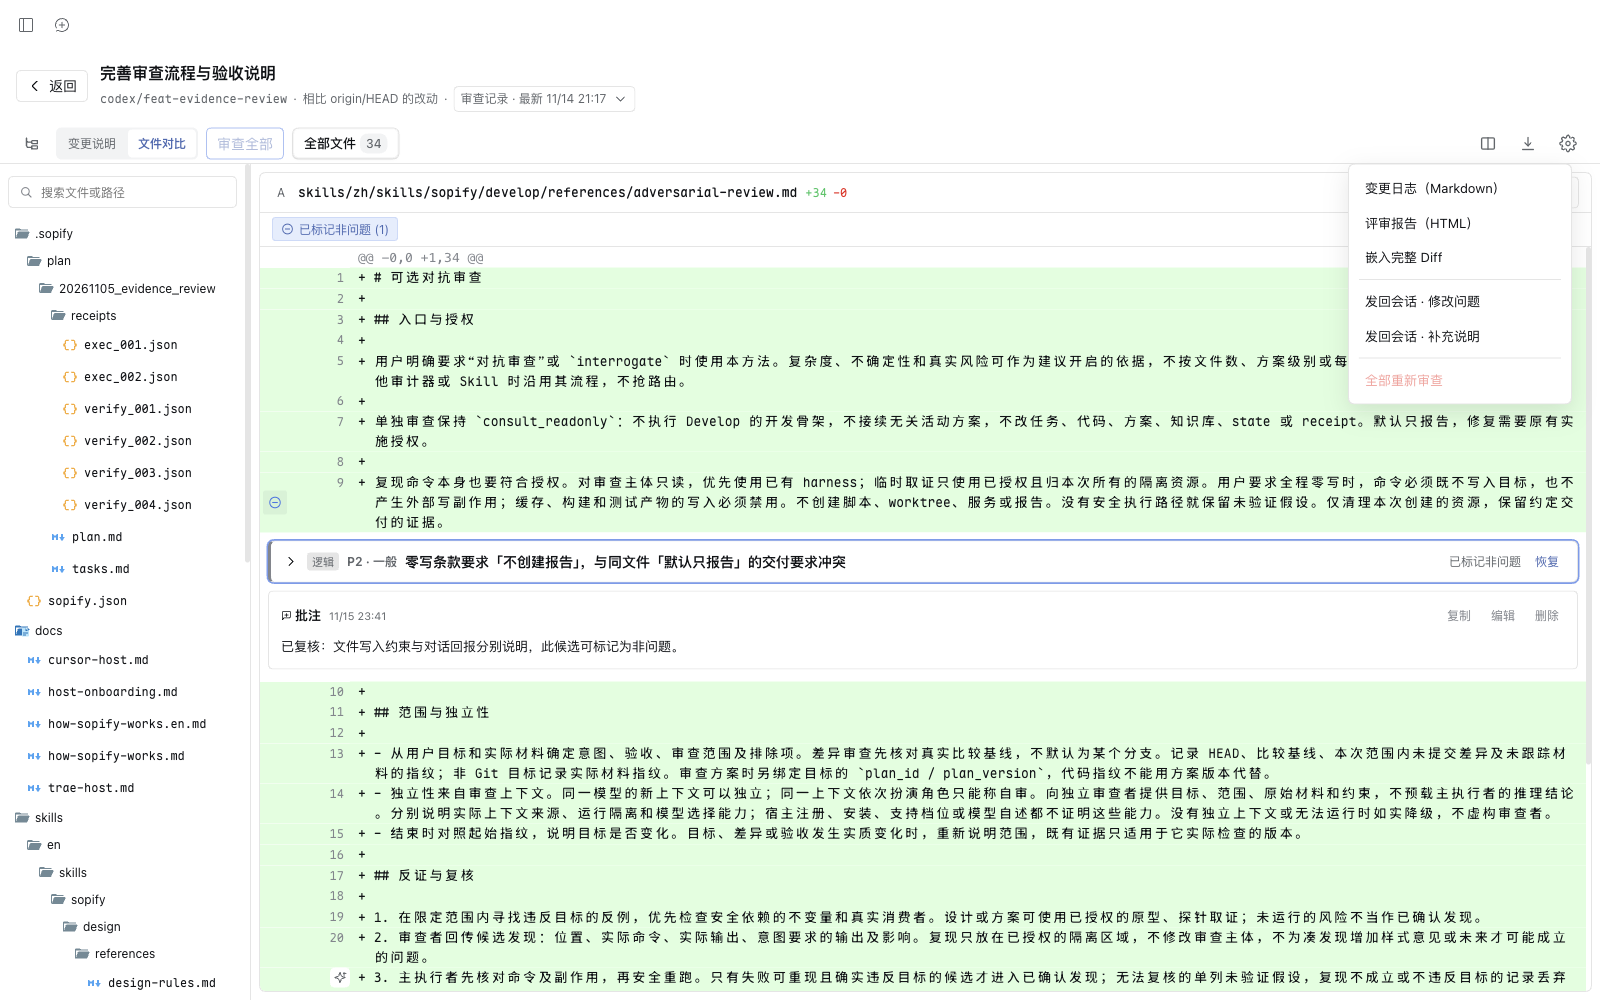 返回
完善审查流程与验收说明
codex/feat-evidence-review · 相比 origin/HEAD 的改动 · 审查记录 · 最新 11/14 21:17
变更说明 文件对比 审查全部 全部文件 34
搜索文件或路径
.sopify
plan
20261105_evidence_review
receipts
{} exec_001.json
{} exec_002.json
{} verify_001.json
{} verify_002.json
{} verify_003.json
{} verify_004.json
M↓ plan.md
M↓ tasks.md
{} sopify.json
docs
M↓ cursor-host.md
M↓ host-onboarding.md
M↓ how-sopify-works.en.md
M↓ how-sopify-works.md
M↓ trae-host.md
skills
en
skills
sopify
design
references
M↓ design-rules.md
A skills/zh/skills/sopify/develop/references/adversarial-review.md +34 -0
已标记非问题 (1)
@@ -0,0 +1,34 @@
1 + # 可选对抗审查
2 +
3 + ## 入口与授权
4 +
5 + 用户明确要求“对抗审查”或 `interrogate` 时使用本方法。复杂度、不确定性和真实风险可作为建议开启的依据，不按文件数、方案级别或每
他审计器或 Skill 时沿用其流程，不抢路由。
6 +
7 + 单独审查保持 `consult_readonly`：不执行 Develop 的开发骨架，不接续无关活动方案，不改任务、代码、方案、知识库、state 或 receipt。默认只报告，修复需要原有实
施授权。
8 +
9 + 复现命令本身也要符合授权。对审查主体只读，优先使用已有 harness；临时取证只使用已授权且归本次所有的隔离资源。用户要求全程零写时，命令必须既不写入目标，也不
产生外部写副作用；缓存、构建和测试产物的写入必须禁用。不创建脚本、worktree、服务或报告。没有安全执行路径就保留未验证假设。仅清理本次创建的资源，保留约定交
付的证据。
逻辑 P2 · 一般 零写条款要求「不创建报告」，与同文件「默认只报告」的交付要求冲突 已标记非问题 恢复
批注 11/15 23:41 复制 编辑 删除
已复核：文件写入约束与对话回报分别说明，此候选可标记为非问题。
10 +
11 + ## 范围与独立性
12 +
13 + - 从用户目标和实际材料确定意图、验收、审查范围及排除项。差异审查先核对真实比较基线，不默认为某个分支。记录 HEAD、比较基线、本次范围内未提交差异及未跟踪材
料的指纹；非 Git 目标记录实际材料指纹。审查方案时另绑定目标的 `plan_id / plan_version`，代码指纹不能用方案版本代替。
14 + - 独立性来自审查上下文。同一模型的新上下文可以独立；同一上下文依次扮演角色只能称自审。向独立审查者提供目标、范围、原始材料和约束，不预载主执行者的推理结论
。分别说明实际上下文来源、运行隔离和模型选择能力；宿主注册、安装、支持档位或模型自述都不证明这些能力。没有独立上下文或无法运行时如实降级，不虚构审查者。
15 + - 结束时对照起始指纹，说明目标是否变化。目标、差异或验收发生实质变化时，重新说明范围，既有证据只适用于它实际检查的版本。
16 +
17 + ## 反证与复核
18 +
19 + 1. 在限定范围内寻找违反目标的反例，优先检查安全依赖的不变量和真实消费者。设计或方案可使用已授权的原型、探针取证；未运行的风险不当作已确认发现。
20 + 2. 审查者回传候选发现：位置、实际命令、实际输出、意图要求的输出及影响。复现只放在已授权的隔离区域，不修改审查主体，不为凑发现增加样式意见或未来才可能成立
的问题。
+ 3. 主执行者先核对命令及副作用，再安全重跑。只有失败可重现且确实违反目标的候选才进入已确认发现；无法复核的单列未验证假设，复现不成立或不违反目标的记录丢弃
变更日志（Markdown）
评审报告（HTML）
嵌入完整 Diff
发回会话 · 修改问题
发回会话 · 补充说明
全部重新审查